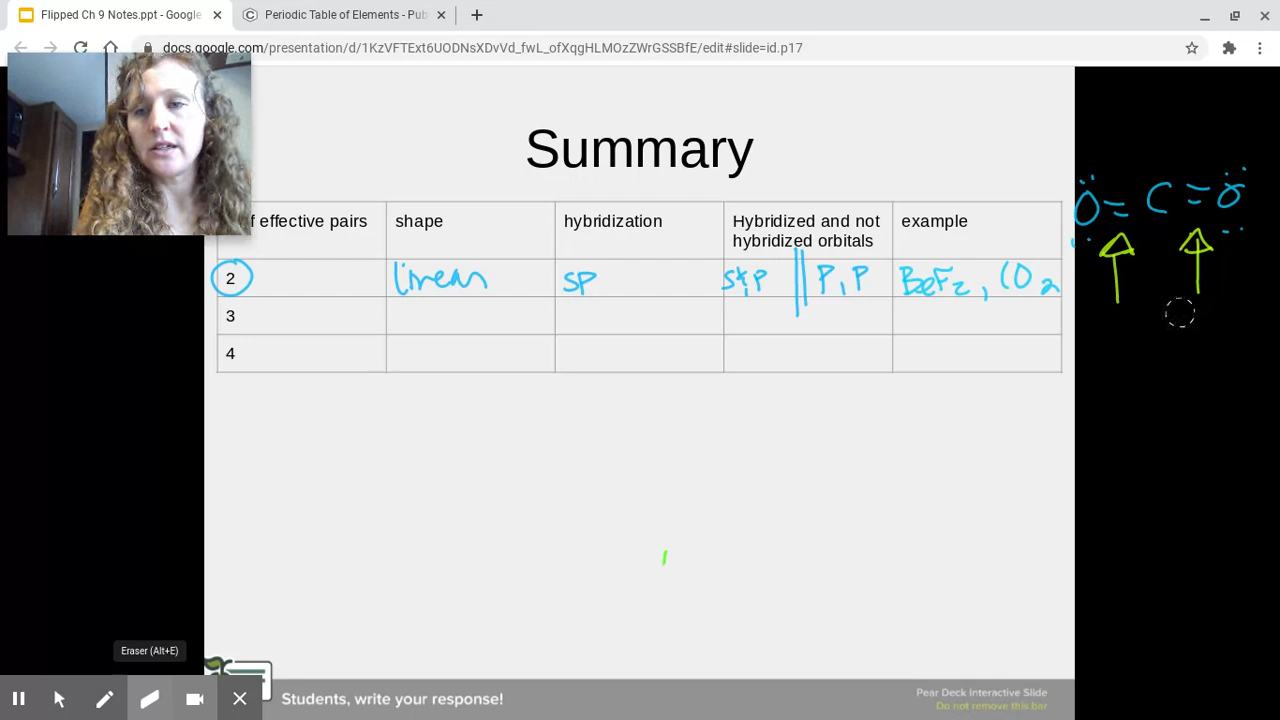 Flipped Ch 9 Notes.ppt - Google
Periodic Table of Elements - Pub
docs.google.com/presentation/d/1KzVFTExt6UODNsXDvVd_fwL_ofXqgHLMOzZWrGSSBfE/edit#slide=id.p17
Summary
of effective pairs shape hybridization Hybridized and not example
hybridized orbitals
2 linear sp s, p || P, P BeF2, CO2
3
4
O = C = O
Eraser (Alt+E)
Students, write your response!
Pear Deck Interactive Slide
Do not remove this bar